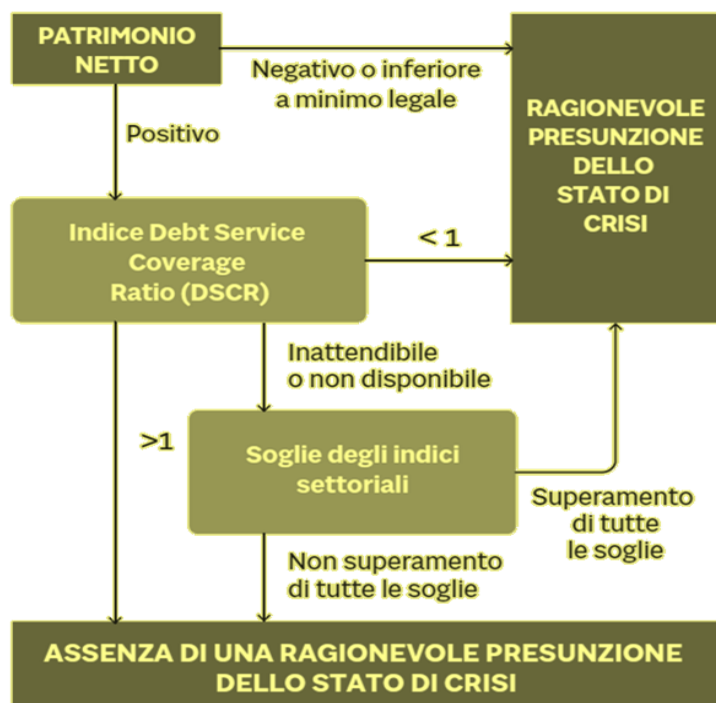 PATRIMONIO
NETTO
Negativo o inferiore
a minimo legale
RAGIONEVOLE
PRESUNZIONE
DELLO
STATO DI
CRISI
Positivo
Indice Debt Service
Coverage
Ratio (DSCR)
< 1
Inattendibile
o non disponibile
>1
Soglie degli indici
settoriali
Superamento
di tutte
le soglie
Non superamento
di tutte le soglie
ASSENZA DI UNA RAGIONEVOLE PRESUNZIONE
DELLO STATO DI CRISI